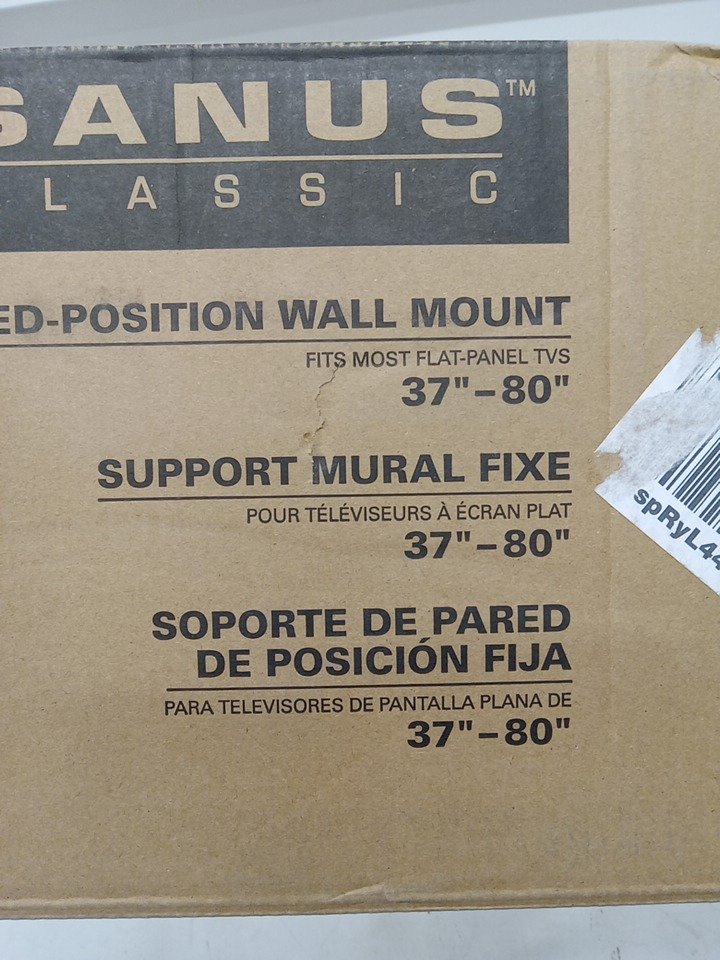 SANUS™
LASSIC
ED-POSITION WALL MOUNT
FITS MOST FLAT-PANEL TVS
37"–80"
SUPPORT MURAL FIXE
POUR TÉLÉVISEURS À ÉCRAN PLAT
37"–80"
SOPORTE DE PARED
DE POSICIÓN FIJA
PARA TELEVISORES DE PANTALLA PLANA DE
37"–80"
spRyL44